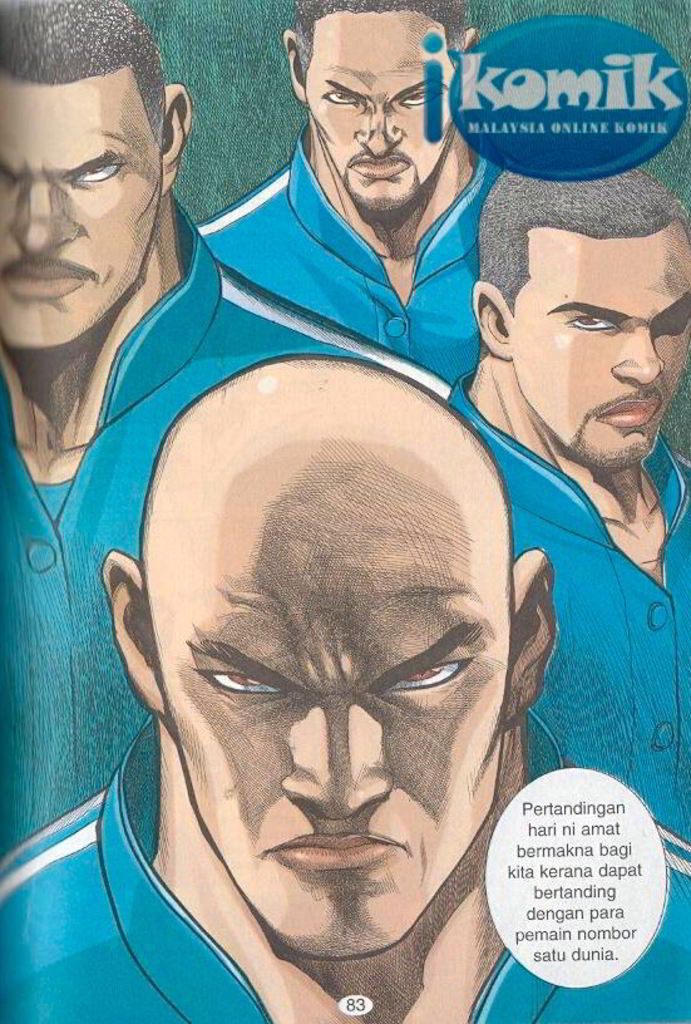 ikomik
MALAYSIA ONLINE KOMIK
Pertandingan
hari ni amat
bermakna bagi
kita kerana dapat
bertanding
dengan para
pemain nombor
satu dunia.
83